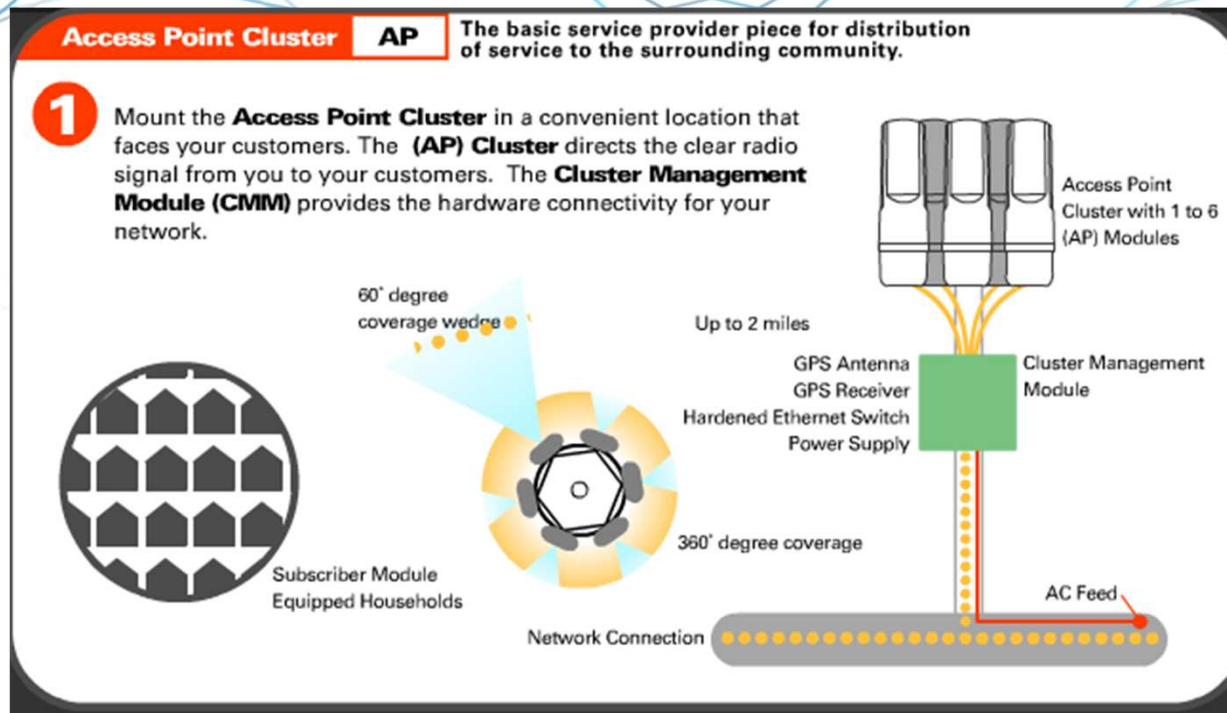 Access Point Cluster AP
The basic service provider piece for distribution
of service to the surrounding community.
1
Mount the Access Point Cluster in a convenient location that
faces your customers. The (AP) Cluster directs the clear radio
signal from you to your customers. The Cluster Management
Module (CMM) provides the hardware connectivity for your
network.
Access Point
Cluster with 1 to 6
(AP) Modules
60° degree
coverage wedge
Up to 2 miles
GPS Antenna
GPS Receiver
Hardened Ethernet Switch
Power Supply
Cluster Management
Module
360° degree coverage
Subscriber Module
Equipped Households
AC Feed
Network Connection